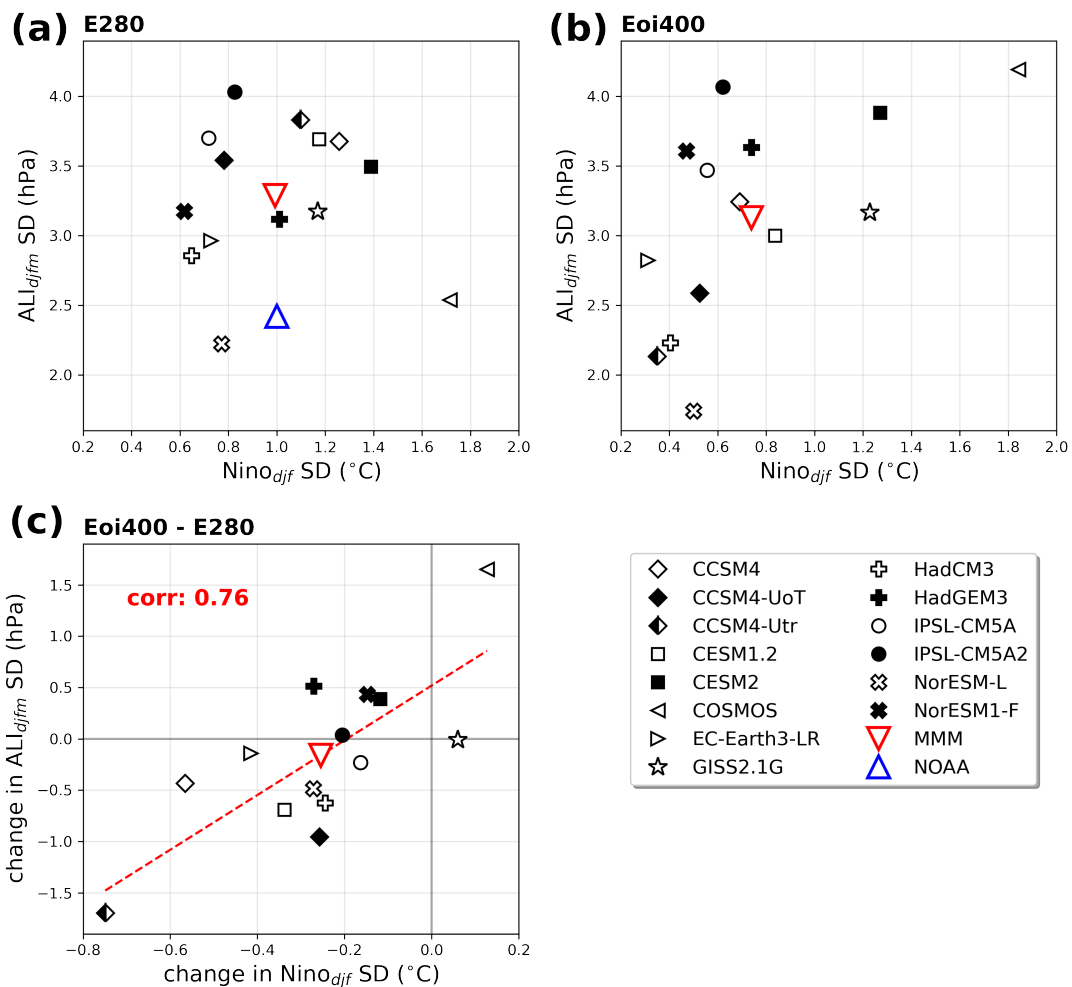 (a) E280
4.0
3.5
3.0
2.5
2.0
ALI_djfm SD (hPa)
0.2 0.4 0.6 0.8 1.0 1.2 1.4 1.6 1.8 2.0
Nino_djf SD (°C)
(b) Eoi400
4.0
3.5
3.0
2.5
2.0
ALI_djfm SD (hPa)
0.2 0.4 0.6 0.8 1.0 1.2 1.4 1.6 1.8 2.0
Nino_djf SD (°C)
(c) Eoi400 - E280
corr: 0.76
1.5
1.0
0.5
0.0
−0.5
−1.0
−1.5
change in ALI_djfm SD (hPa)
−0.8 −0.6 −0.4 −0.2 0.0 0.2
change in Nino_djf SD (°C)
CCSM4
CCSM4-UoT
CCSM4-Utr
CESM1.2
CESM2
COSMOS
EC-Earth3-LR
GISS2.1G
HadCM3
HadGEM3
IPSL-CM5A
IPSL-CM5A2
NorESM-L
NorESM1-F
MMM
NOAA